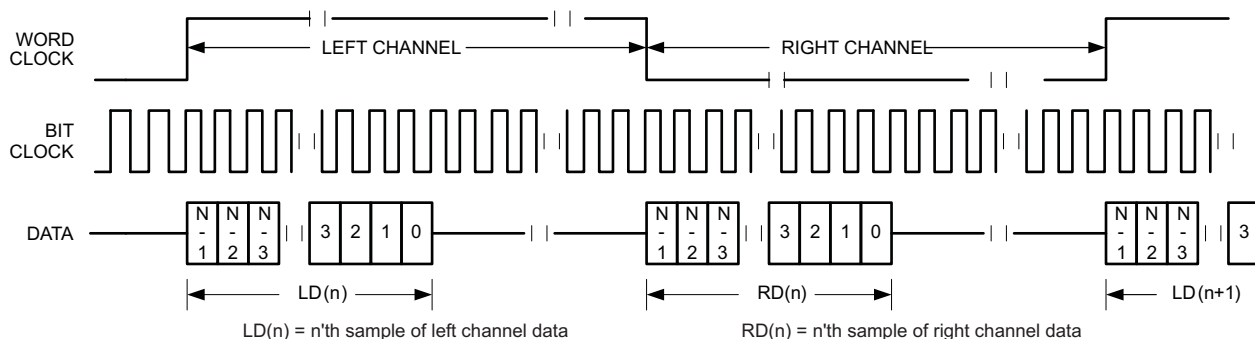 WORD
CLOCK
LEFT CHANNEL
RIGHT CHANNEL
BIT
CLOCK
DATA
N-1 N-2 N-3 3 2 1 0
N-1 N-2 N-3 3 2 1 0
N-1 N-2 N-3 3
LD(n)
RD(n)
LD(n+1)
LD(n) = n'th sample of left channel data
RD(n) = n'th sample of right channel data